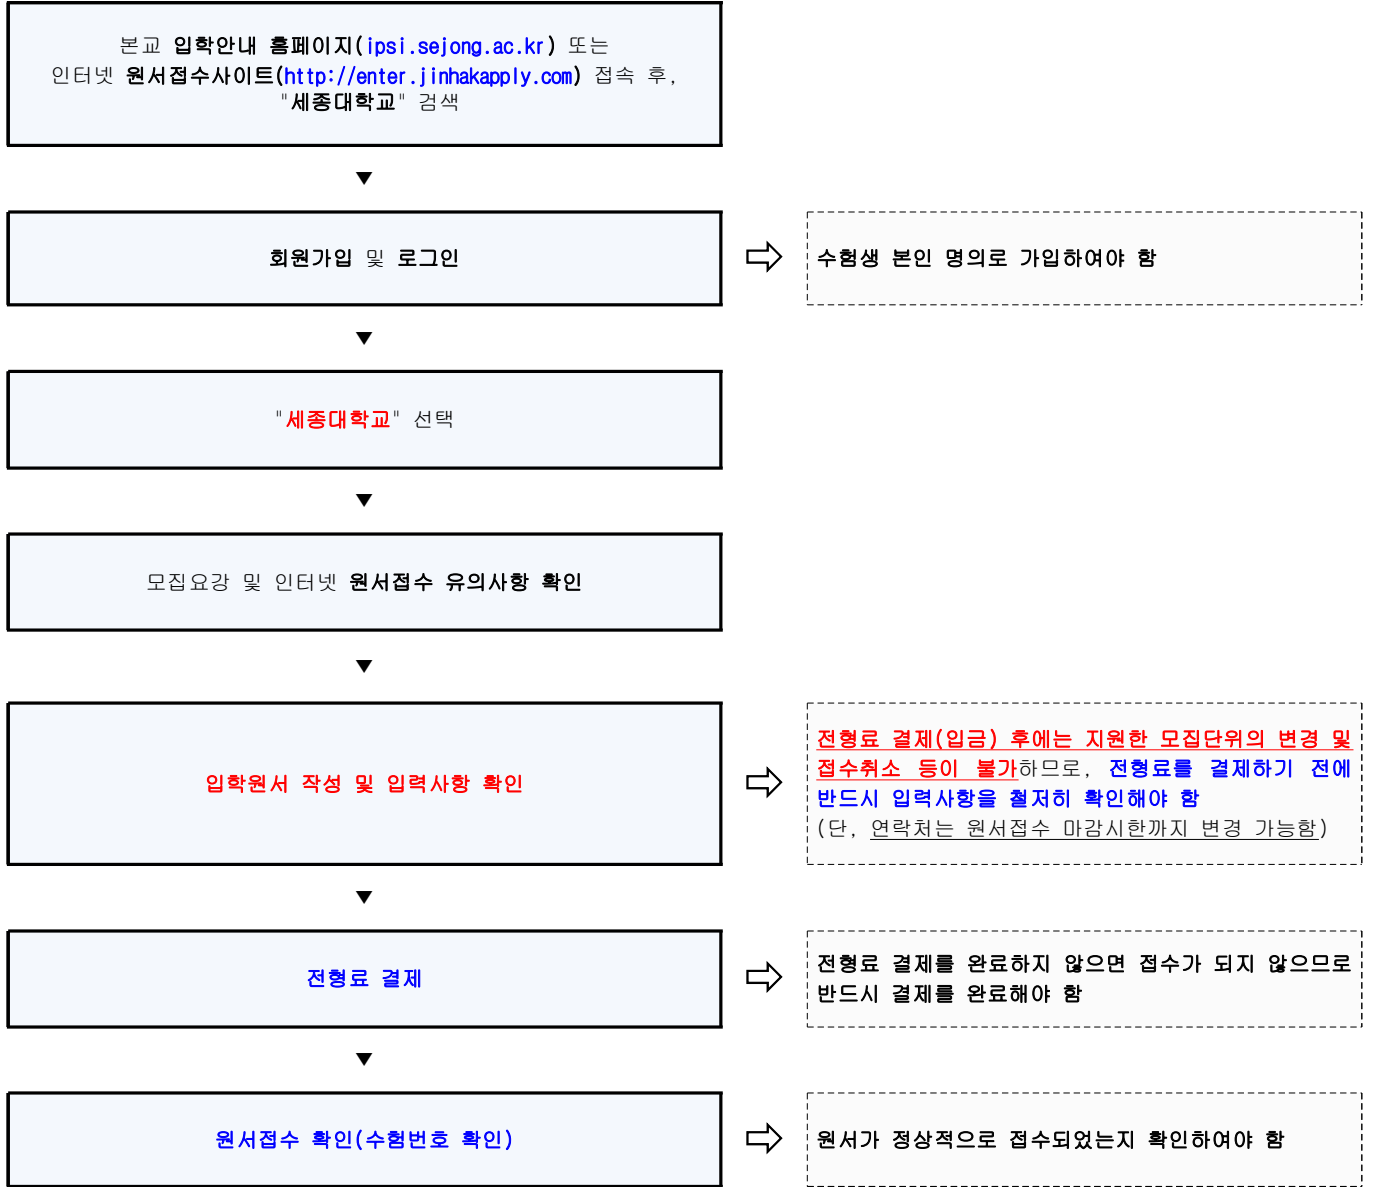 본교 입학안내 홈페이지(ipsi.sejong.ac.kr) 또는
인터넷 원서접수사이트(http://enter.jinhakapply.com) 접속 후,
"세종대학교" 검색
▼
회원가입 및 로그인
수험생 본인 명의로 가입하여야 함
▼
"세종대학교" 선택
▼
모집요강 및 인터넷 원서접수 유의사항 확인
▼
입학원서 작성 및 입력사항 확인
전형료 결제(입금) 후에는 지원한 모집단위의 변경 및
접수취소 등이 불가하므로, 전형료를 결제하기 전에
반드시 입력사항을 철저히 확인해야 함
(단, 연락처는 원서접수 마감시한까지 변경 가능함)
▼
전형료 결제
전형료 결제를 완료하지 않으면 접수가 되지 않으므로
반드시 결제를 완료해야 함
▼
원서접수 확인(수험번호 확인)
원서가 정상적으로 접수되었는지 확인하여야 함